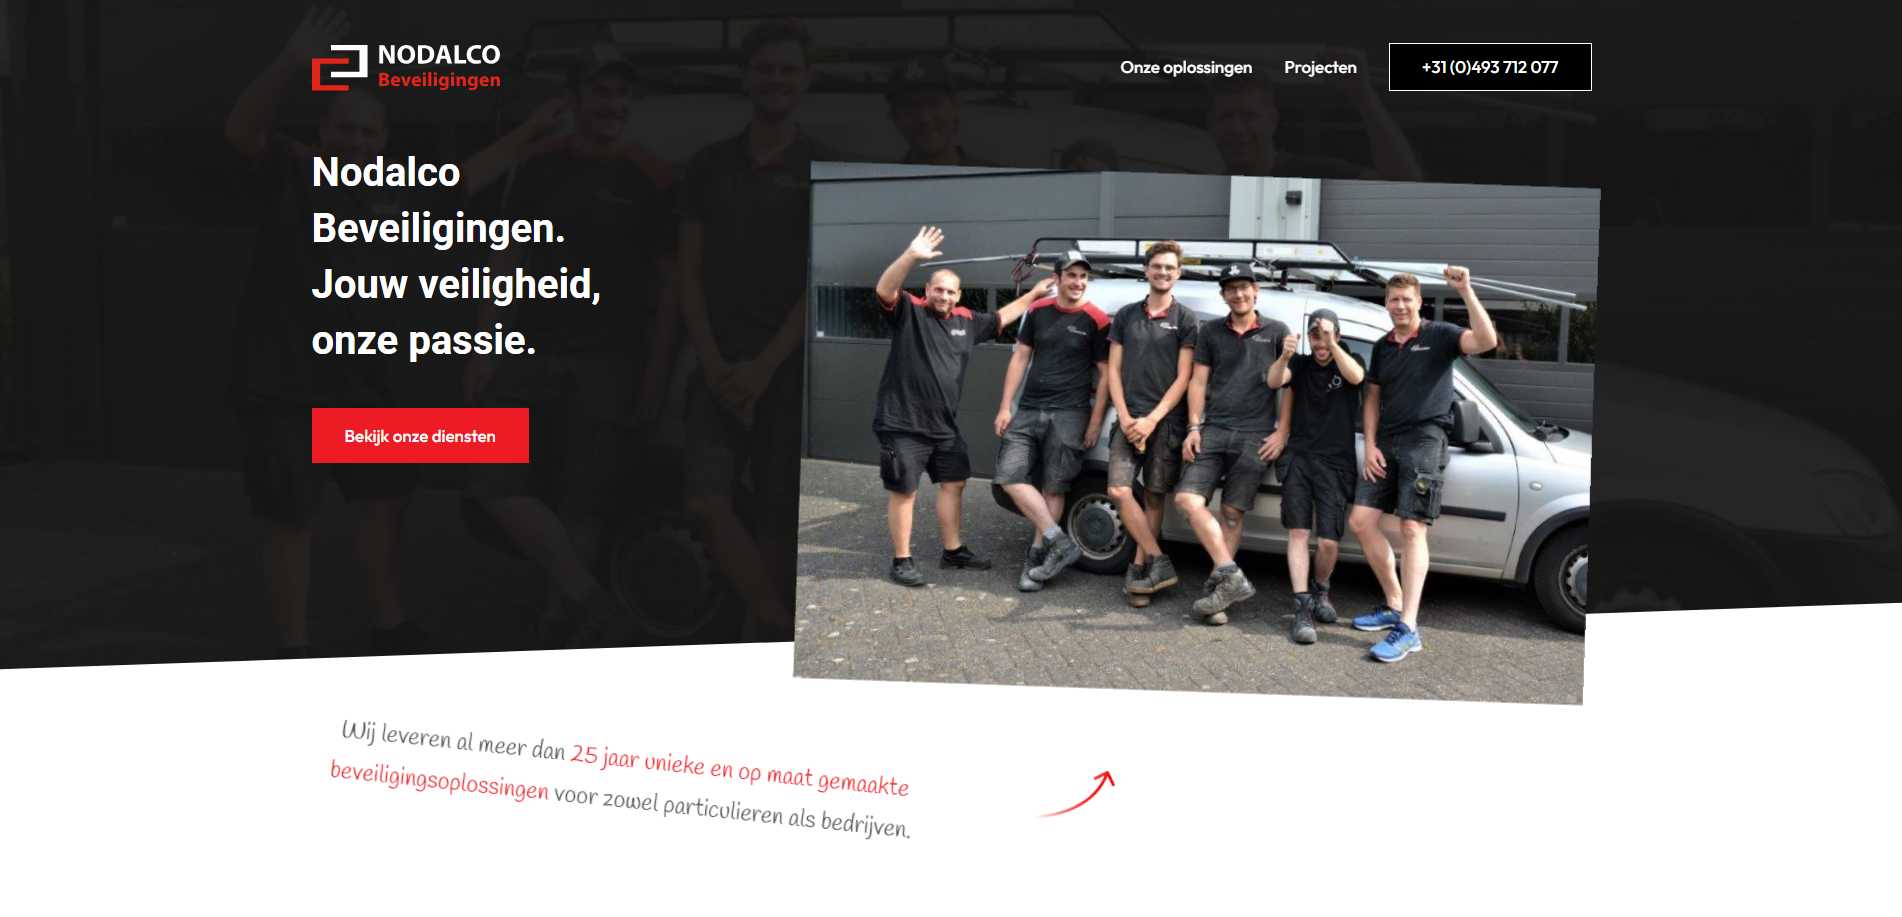 NODALCO
Beveiligingen
Onze oplossingen
Projecten
+31 (0)493 712 077
Nodalco
Beveiligingen.
Jouw veiligheid,
onze passie.
Bekijk onze diensten
Wij leveren al meer dan 25 jaar unieke en op maat gemaakte
beveiligingsoplossingen voor zowel particulieren als bedrijven.